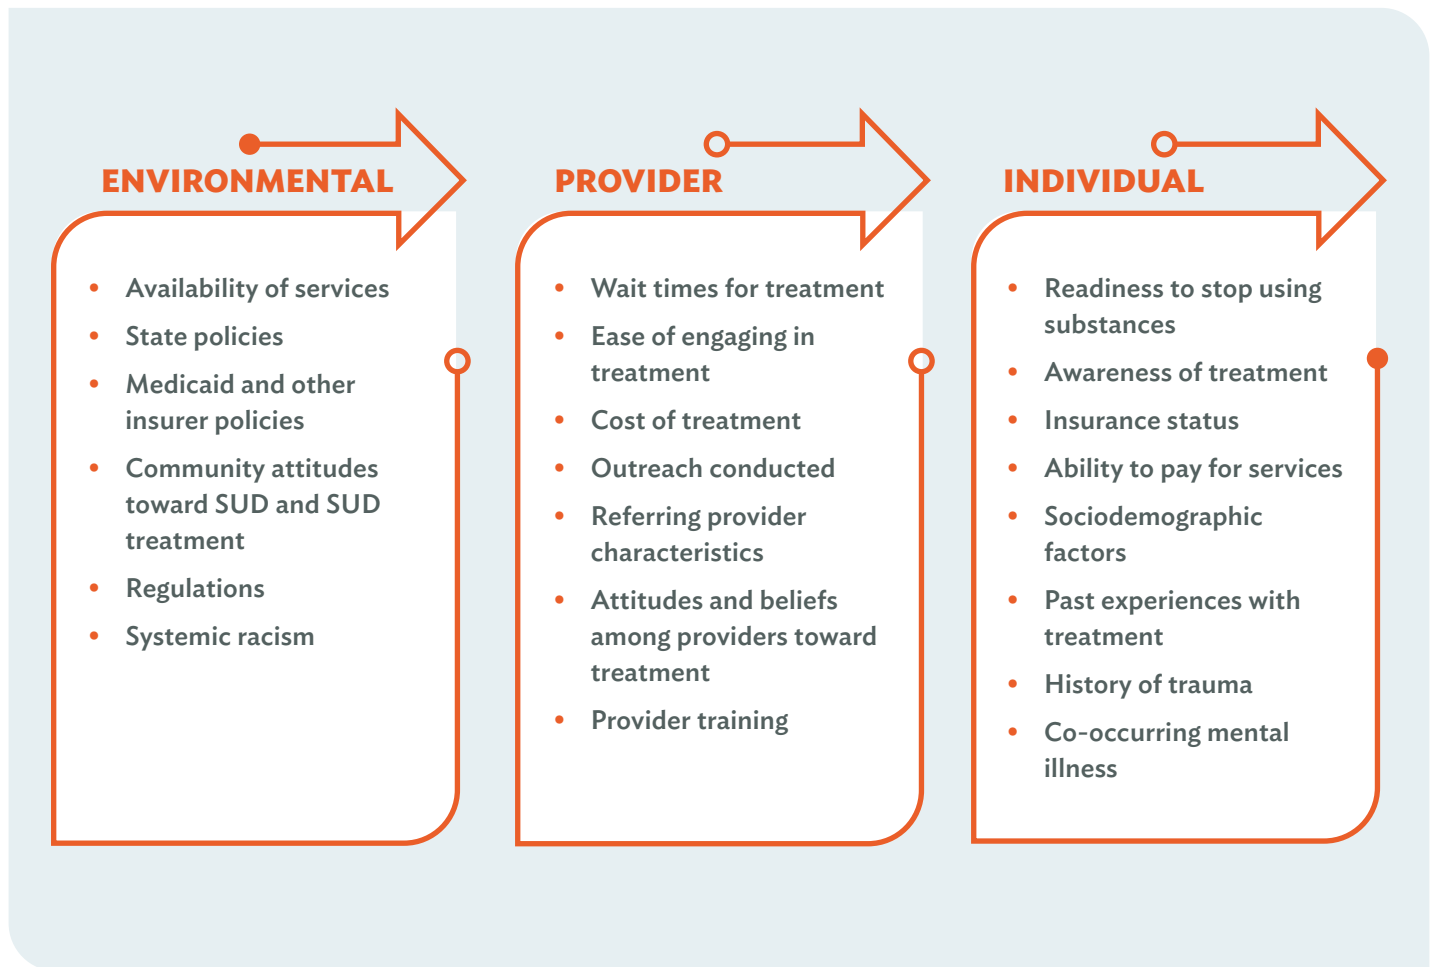 ENVIRONMENTAL
• Availability of services
• State policies
• Medicaid and other
insurer policies
• Community attitudes
toward SUD and SUD
treatment
• Regulations
• Systemic racism
PROVIDER
• Wait times for treatment
• Ease of engaging in
treatment
• Cost of treatment
• Outreach conducted
• Referring provider
characteristics
• Attitudes and beliefs
among providers toward
treatment
• Provider training
INDIVIDUAL
• Readiness to stop using
substances
• Awareness of treatment
• Insurance status
• Ability to pay for services
• Sociodemographic
factors
• Past experiences with
treatment
• History of trauma
• Co-occurring mental
illness